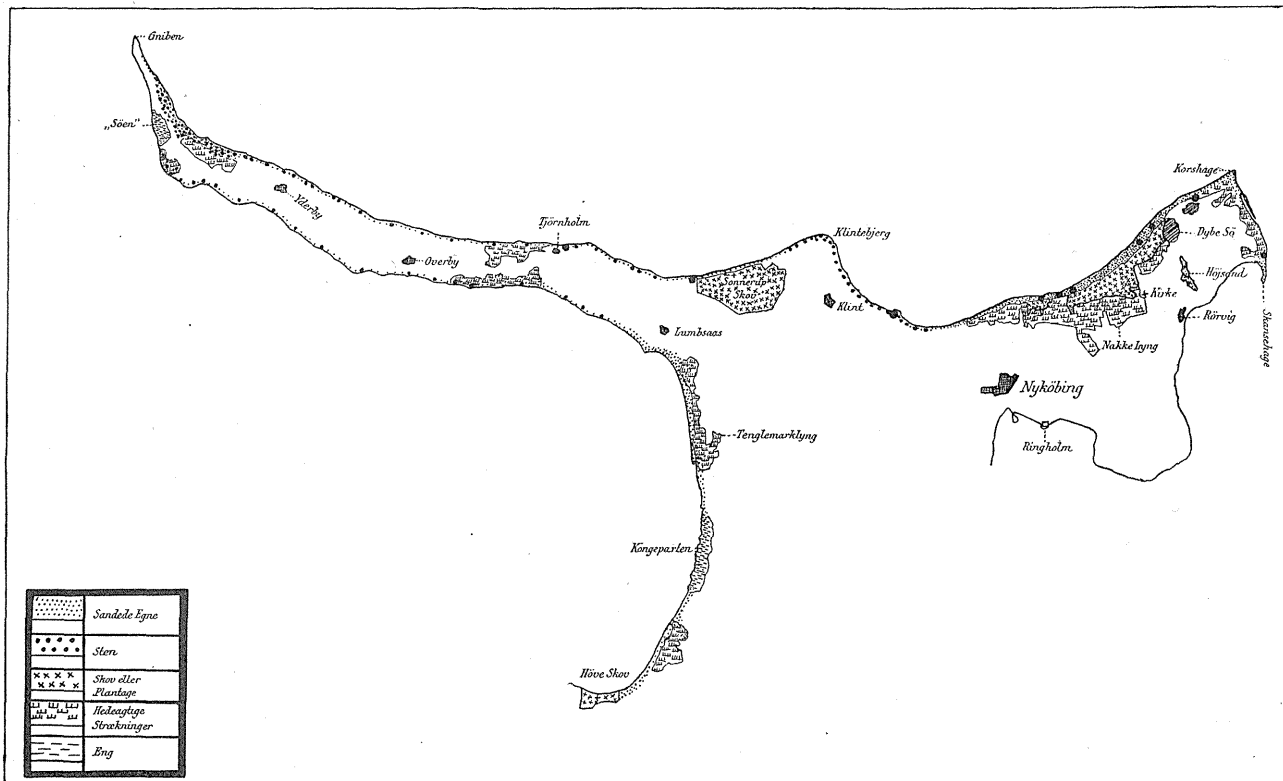 Gniben
„Söen"
Yderby
Overby
Tjörnholm
Lumbsaas
Sonnerup
Skov
Klintebjerg
Klint
Korshage
Dybe Sö
Höjsand
Kirke
Rörvig
Skansehage
Nakke Lyng
Nyköbing
Ringholm
Tenglemarklyng
Kongeparten
Höve Skov
Sandede Egne
Sten
Skov eller
Plantage
Hedeagtige
Strækninger
Eng